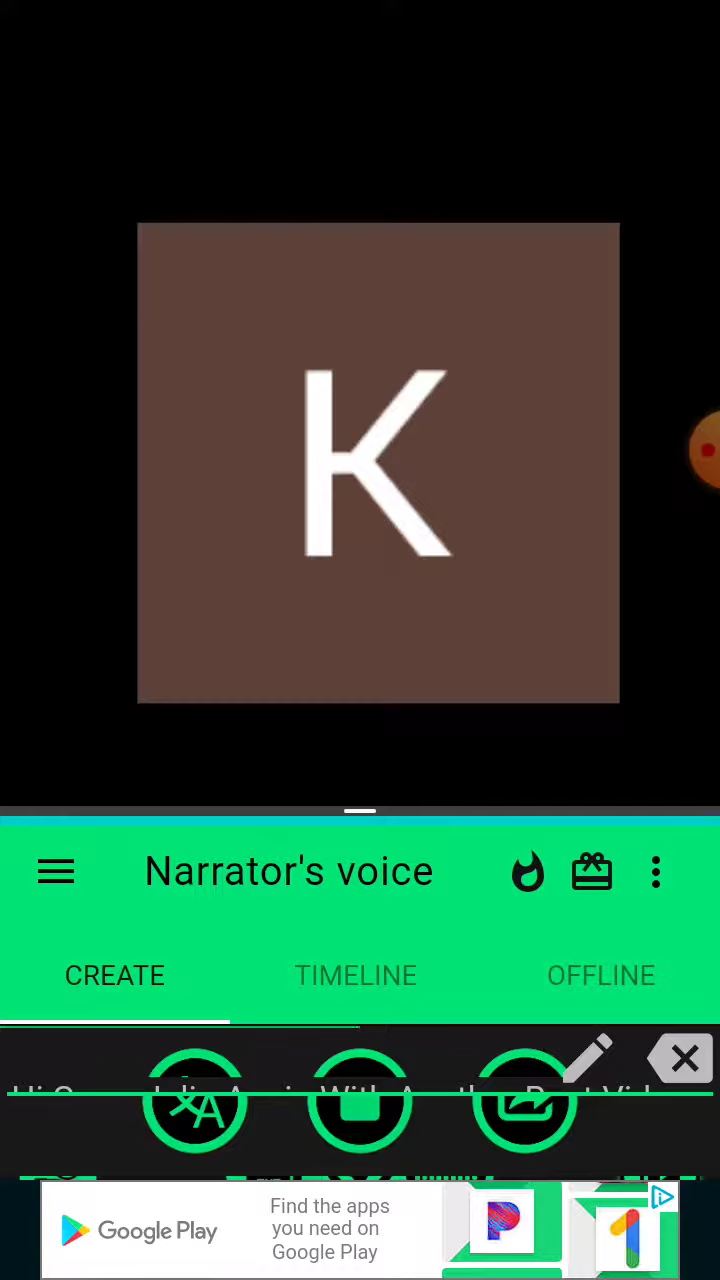 K
Narrator's voice
CREATE
TIMELINE
OFFLINE
Google Play
Find the apps
you need on
Google Play